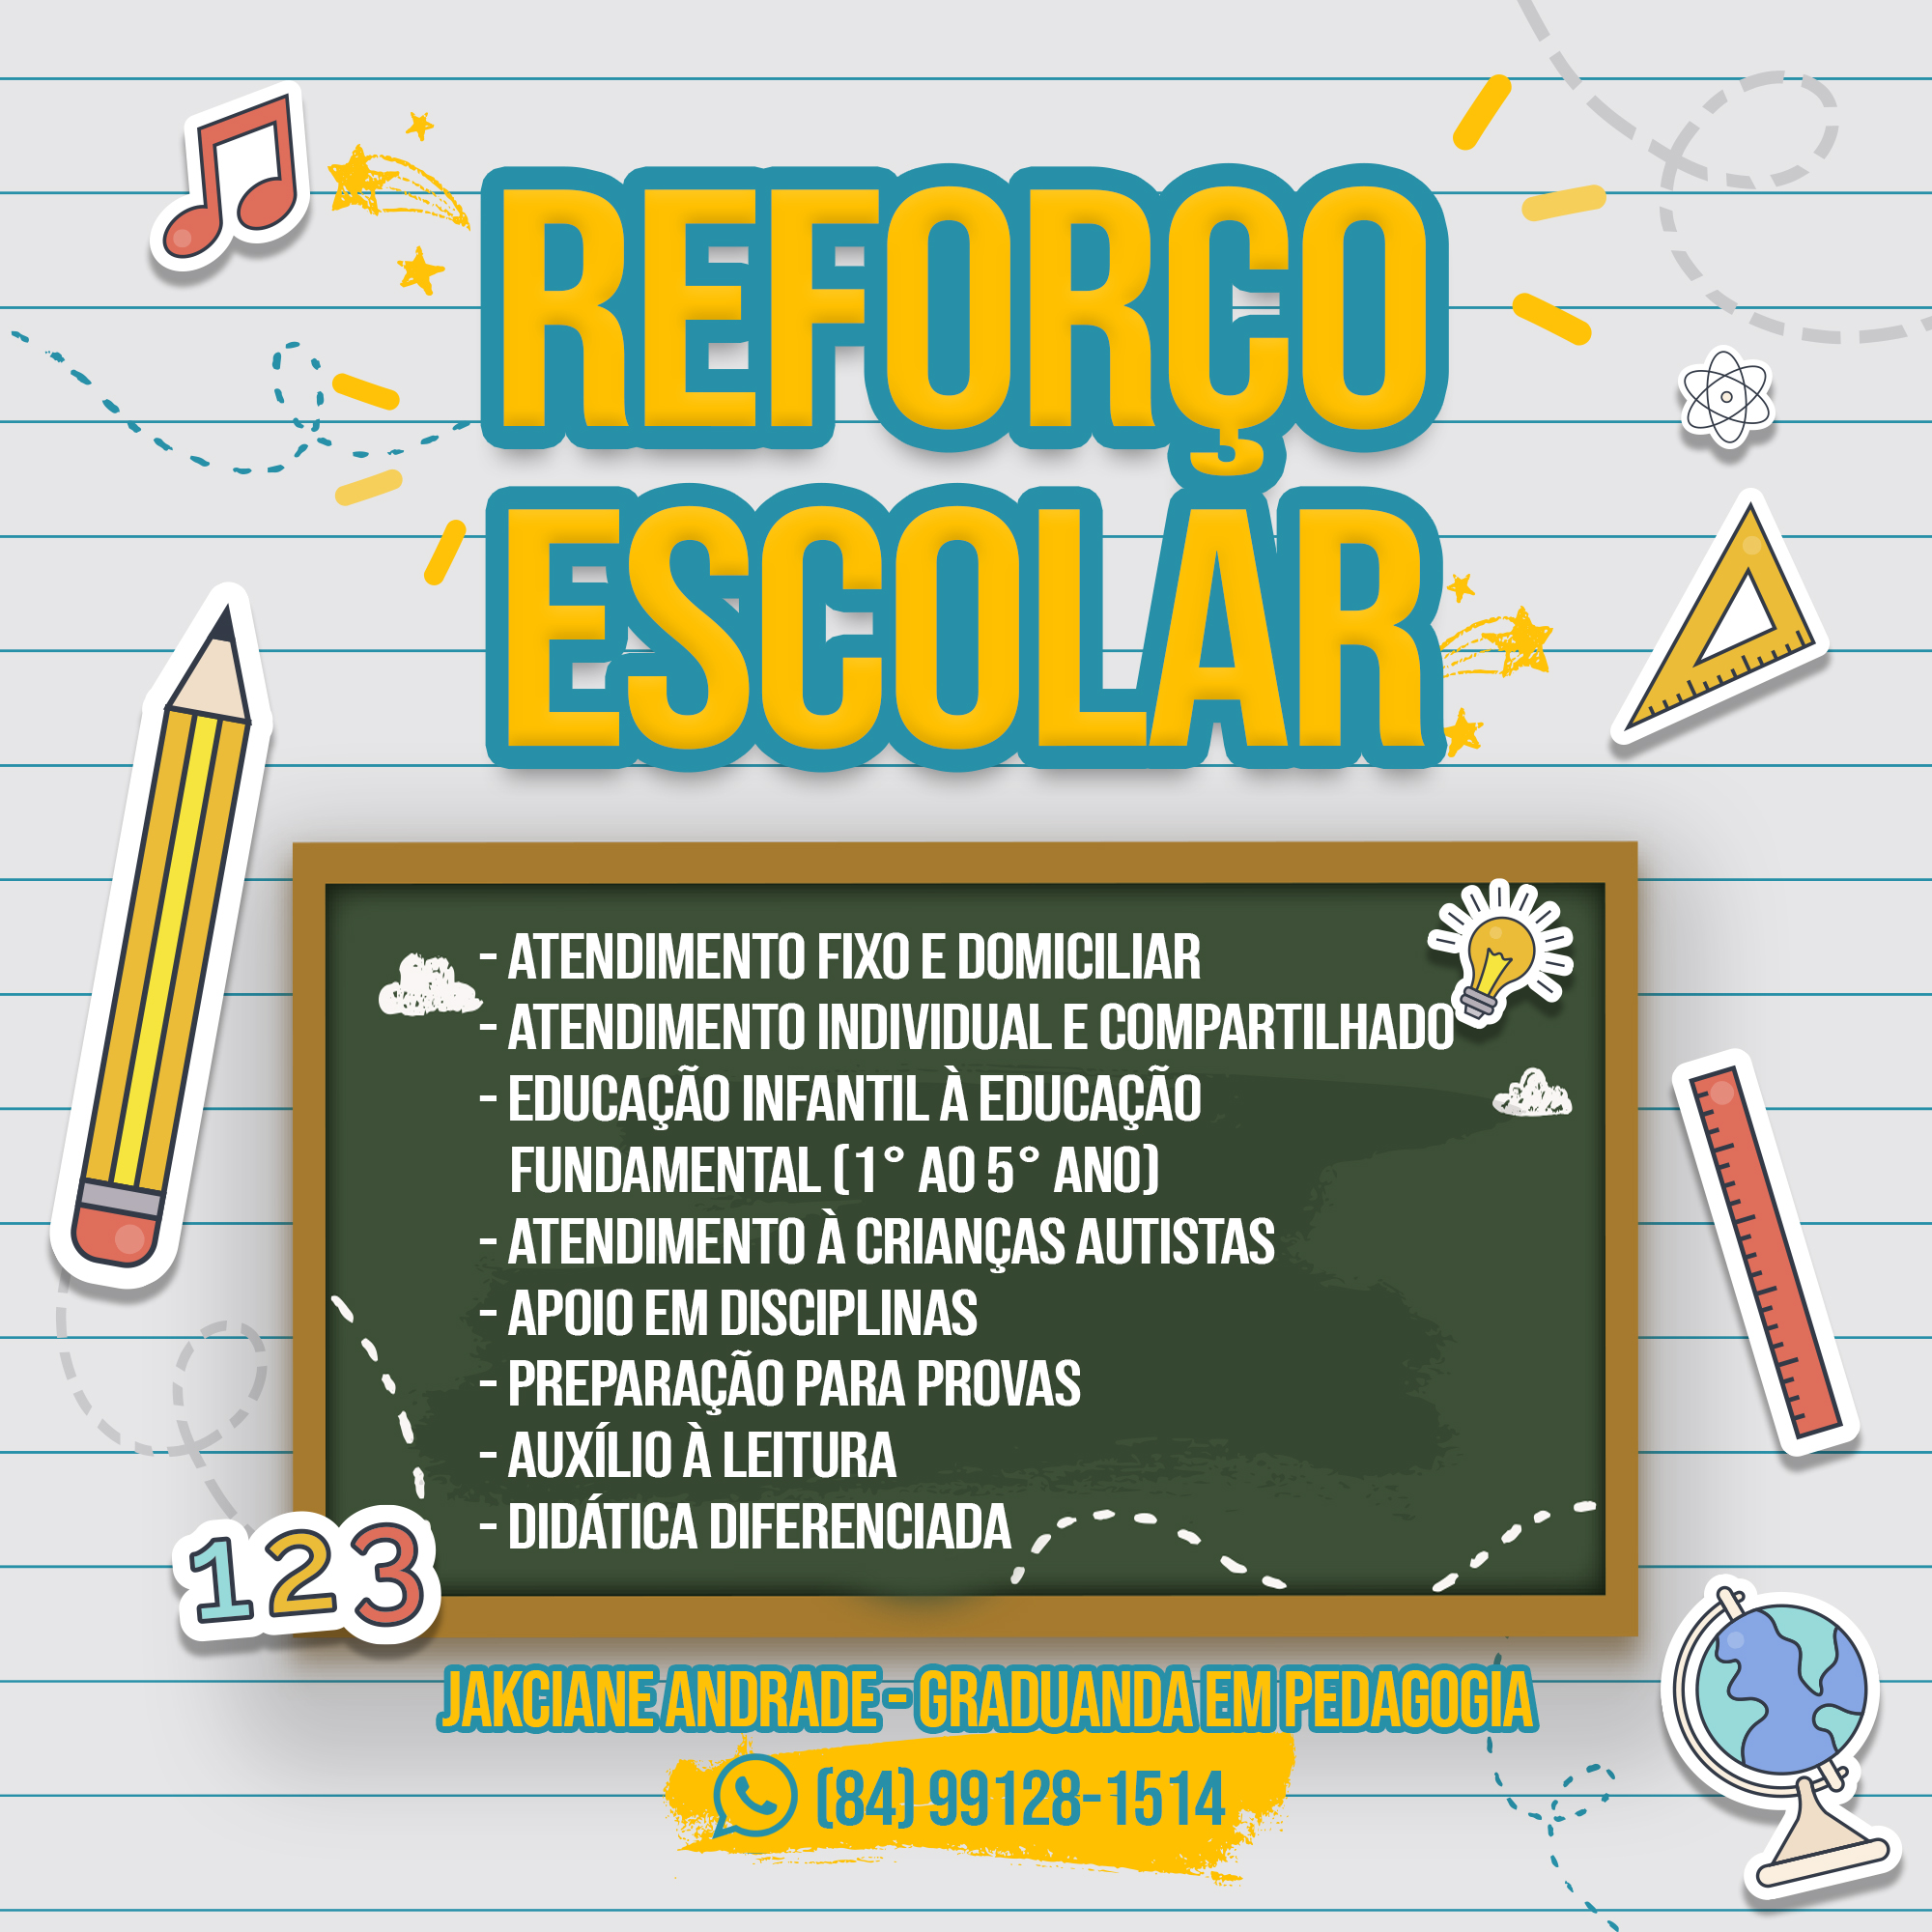 REFORÇO
ESCOLAR
- ATENDIMENTO FIXO E DOMICILIAR
- ATENDIMENTO INDIVIDUAL E COMPARTILHADO
- EDUCAÇÃO INFANTIL À EDUCAÇÃO
FUNDAMENTAL (1° AO 5° ANO)
- ATENDIMENTO À CRIANÇAS AUTISTAS
- APOIO EM DISCIPLINAS
- PREPARAÇÃO PARA PROVAS
- AUXÍLIO À LEITURA
- DIDÁTICA DIFERENCIADA
123
JAKCIANE ANDRADE - GRADUANDA EM PEDAGOGIA
(84) 99128-1514